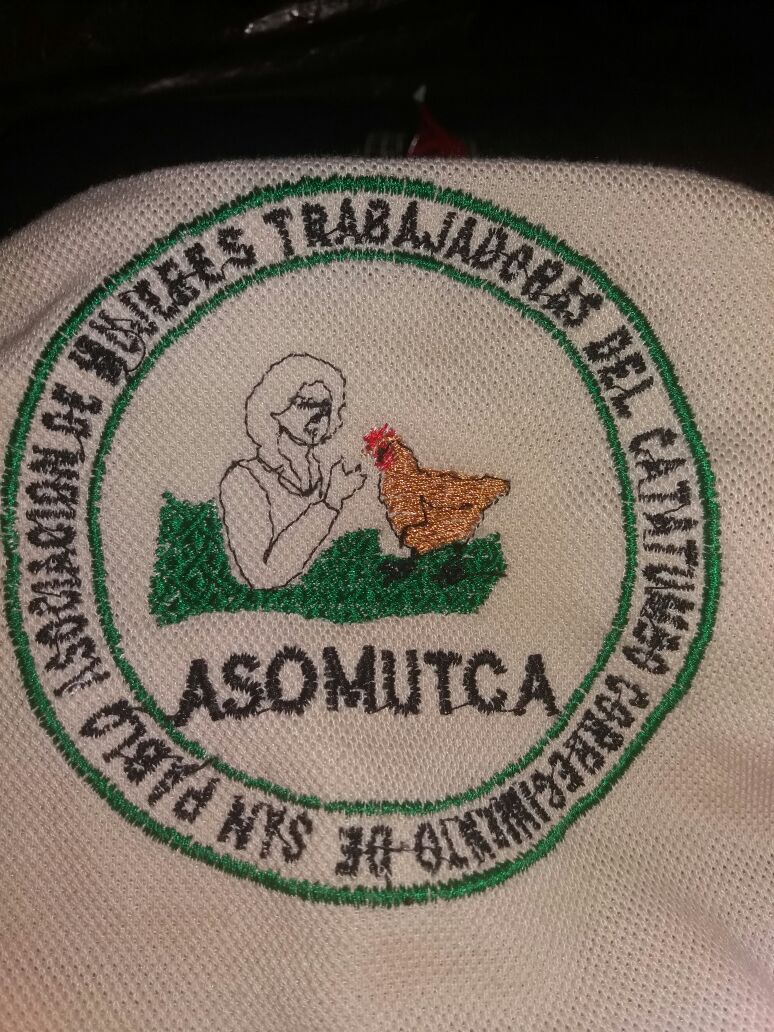 ASOCIACION DE MUJERES TRABAJADORAS DEL CATATUMBO CORREGIMIENTO DE SAN PABLO
ASOMUTCA